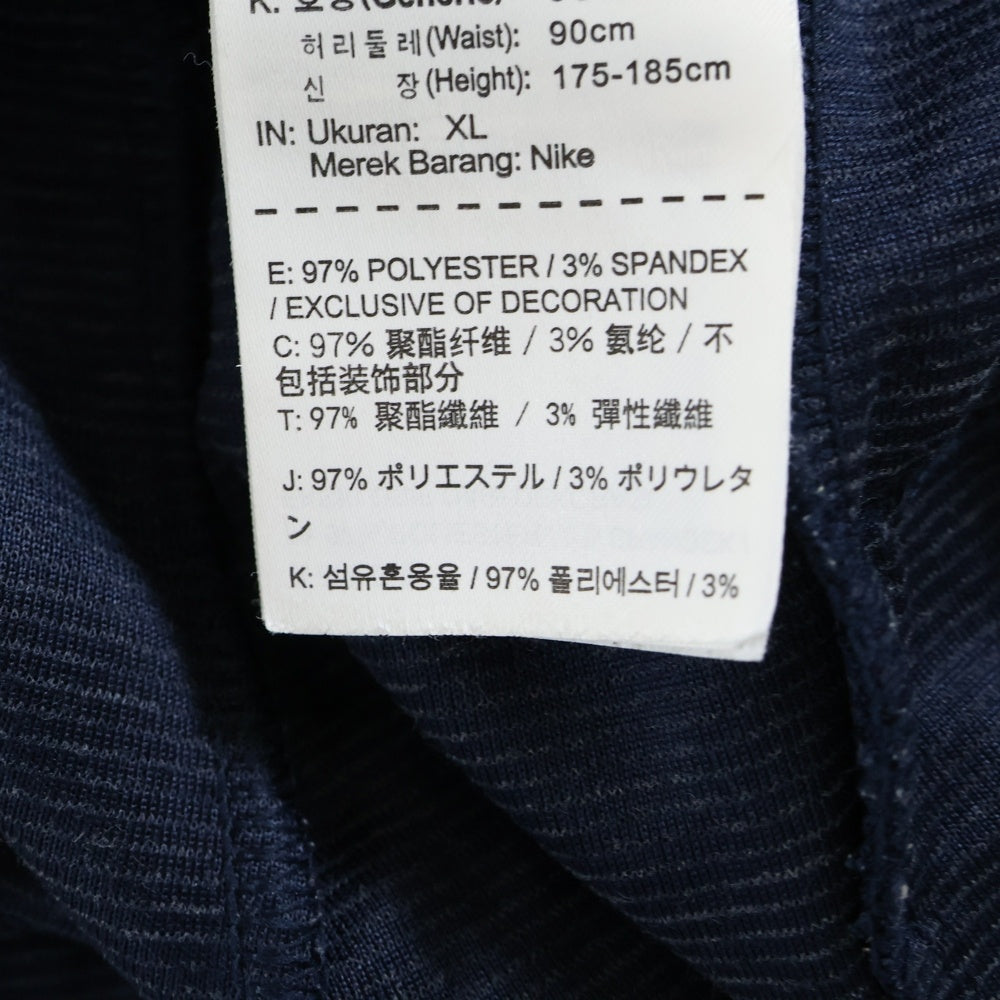 허리둘레(Waist): 90cm
신 장(Height): 175-185cm
IN: Ukuran: XL
Merek Barang: Nike
E: 97% POLYESTER / 3% SPANDEX
/ EXCLUSIVE OF DECORATION
C: 97% 聚酯纤维 / 3% 氨纶 / 不
包括装饰部分
T: 97% 聚酯纖維 / 3% 彈性纖維
J: 97% ポリエステル / 3% ポリウレタ
ン
K: 섬유혼용율 / 97% 폴리에스터 / 3%